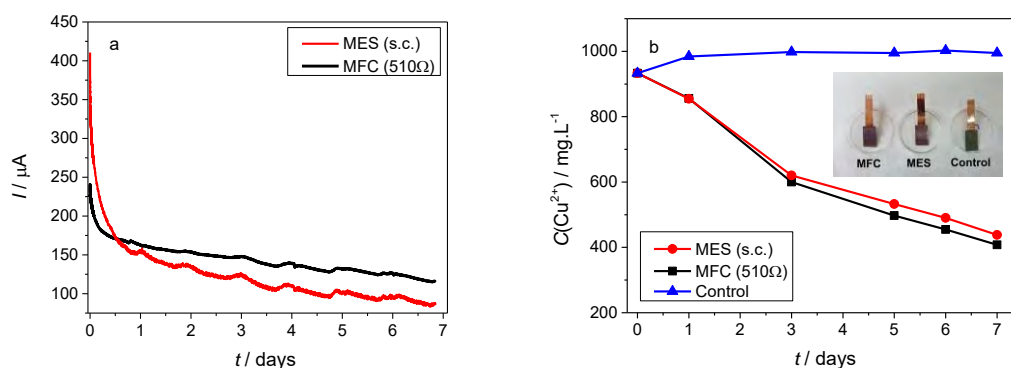 a
MES (s.c.)
MFC (510Ω)
450
400
350
300
250
200
150
100
I / μA
0 1 2 3 4 5 6 7
t / days
b
1000
800
600
400
200
C(Cu²⁺) / mg.L⁻¹
MFC MES Control
MES (s.c.)
MFC (510Ω)
Control
0 1 2 3 4 5 6 7
t / days